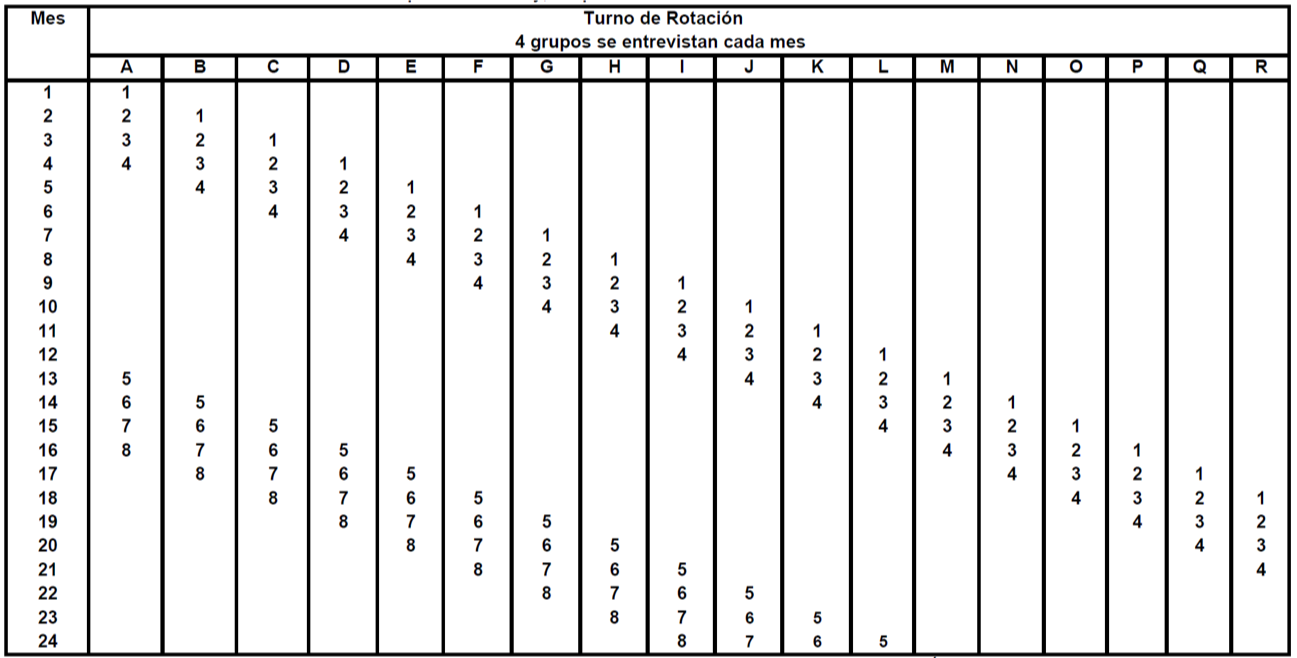 Mes Turno de Rotación
4 grupos se entrevistan cada mes
A B C D E F G H I J K L M N O P Q R
1 1
2 2 1
3 3 2 1
4 4 3 2 1
5 4 3 2 1
6 4 3 2 1
7 4 3 2 1
8 4 3 2 1
9 4 3 2 1
10 4 3 2 1
11 4 3 2 1
12 4 3 2 1
13 5 4 3 2 1
14 6 5 4 3 2 1
15 7 6 5 4 3 2 1
16 8 7 6 5 4 3 2 1
17 8 7 6 5 4 3 2 1
18 8 7 6 5 4 3 2 1
19 8 7 6 5 4 3 2
20 8 7 6 5 4 3
21 8 7 6 5 4
22 8 7 6 5
23 8 7 6 5
24 8 7 6 5